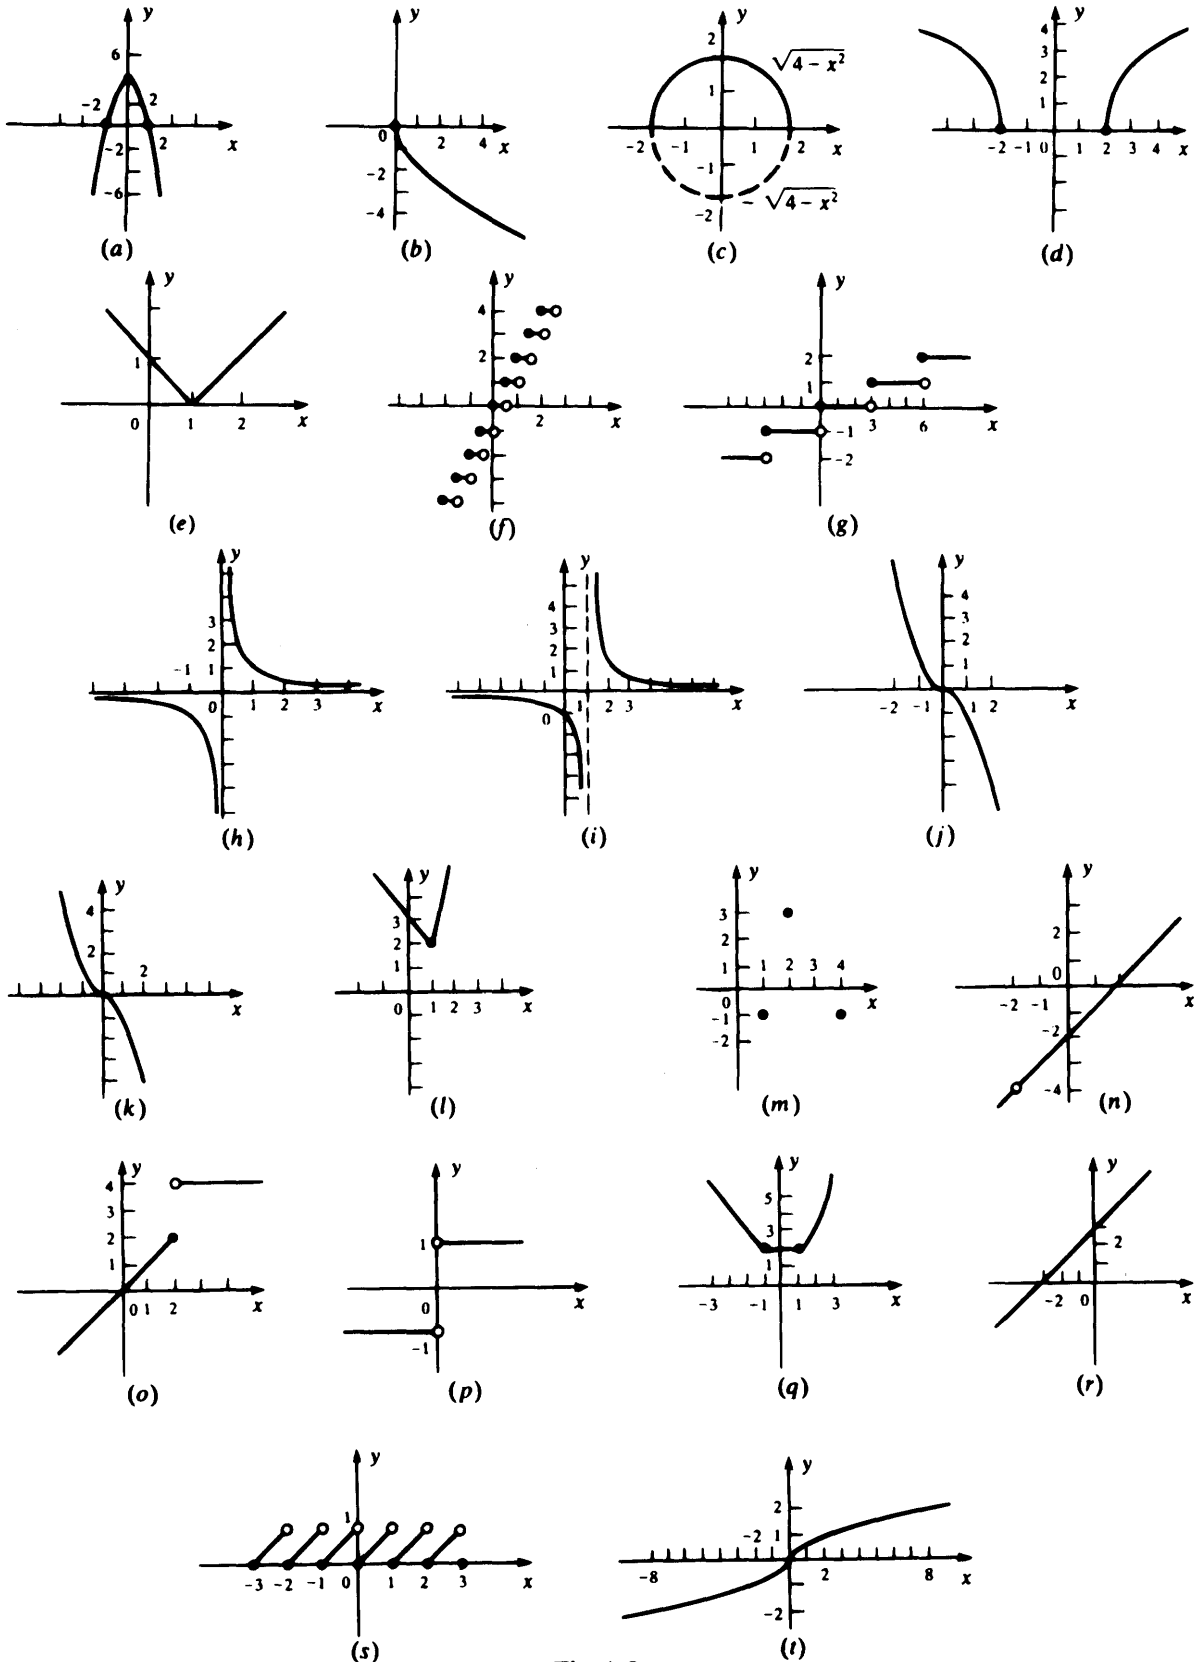 y y y y
6 2 √4 − x² 4
-2 2 1 3
2
1
-2 2 x 0 2 4 x -2 -1 1 2 x -2 -1 0 1 2 3 4 x
-2 -2 -1
-6 -4 -2 − √4 − x²
(a) (b) (c) (d)
y y y
4
1 2 2
1
0 1 2 x 2 x 3 6 x
-1
-2
(e) (f) (g)
y y y
3 4 4
2 3 3
-1 1 2 2
1 1
0 1 2 3 x 0 1 2 3 x -2 -1 1 2 x
(h) (i) (j)
y y y y
4 3 3 2
2 2 2 2
1 1 1 2 3 4 0
x 0 1 2 3 x 0 x -2 -1 x
-1 -2
-2 -4
(k) (l) (m) (n)
y y y y
4 5
3 1 3 2
2
1 1
0 1 2 x 0 x -3 -1 1 3 x -2 0 x
-1
(o) (p) (q) (r)
y y
1 2
-2 1
-3 -2 -1 0 1 2 3 x -8 2 8 x
-2
(s) (t)